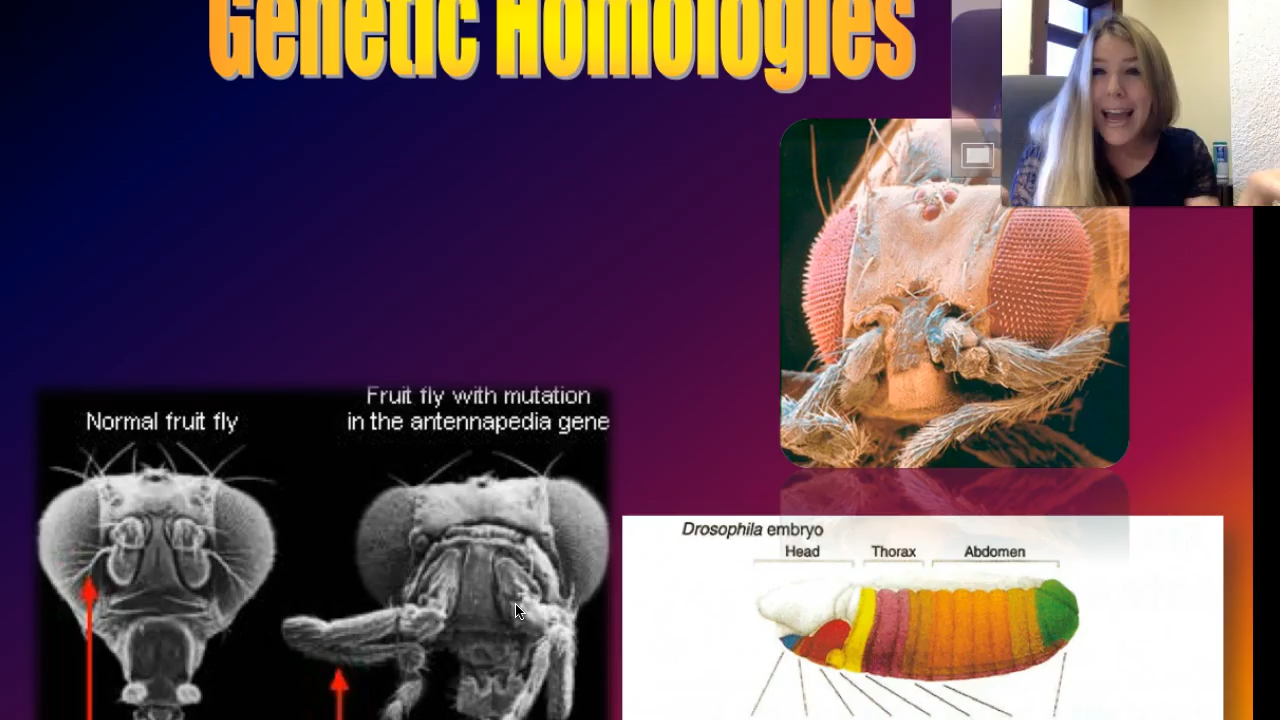 Genetic Homologies
Fruit fly with mutation
in the antennapedia gene
Normal fruit fly
Drosophila embryo
Head Thorax Abdomen